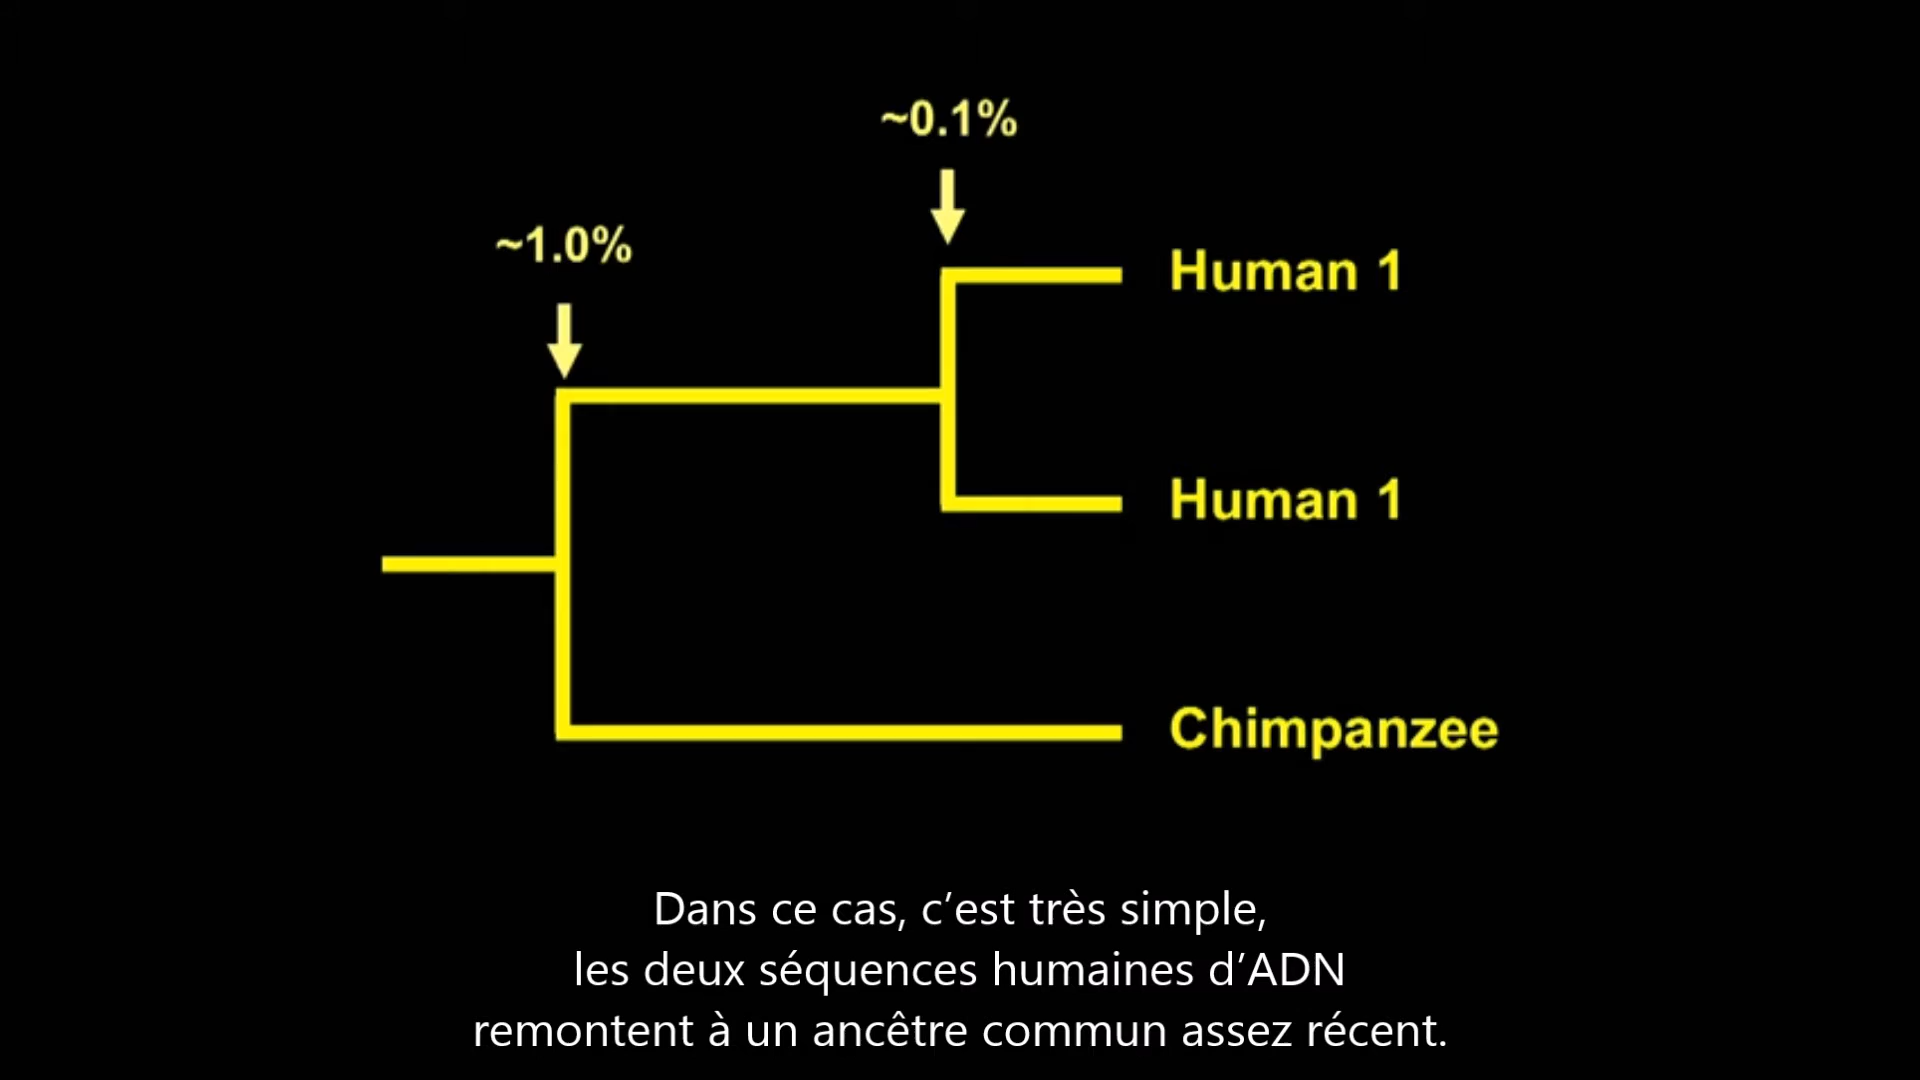 ~0.1%
~1.0%
Human 1
Human 1
Chimpanzee
Dans ce cas, c’est très simple,
les deux séquences humaines d’ADN
remontent à un ancêtre commun assez récent.